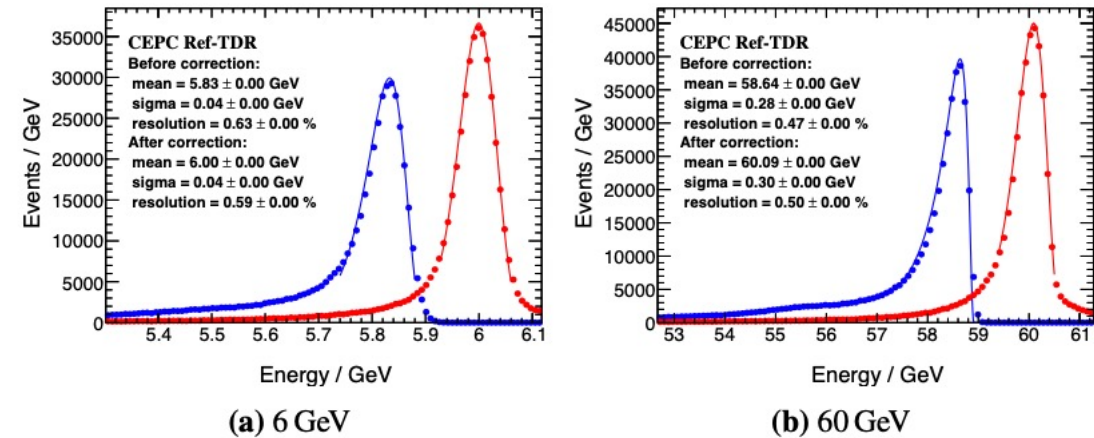 35000
30000
25000
20000
15000
10000
5000
0
Events / GeV
CEPC Ref-TDR
Before correction:
mean = 5.83 ± 0.00 GeV
sigma = 0.04 ± 0.00 GeV
resolution = 0.63 ± 0.00 %
After correction:
mean = 6.00 ± 0.00 GeV
sigma = 0.04 ± 0.00 GeV
resolution = 0.59 ± 0.00 %
5.4 5.5 5.6 5.7 5.8 5.9 6 6.1
Energy / GeV
(a) 6 GeV
45000
40000
35000
30000
25000
20000
15000
10000
5000
0
Events / GeV
CEPC Ref-TDR
Before correction:
mean = 58.64 ± 0.00 GeV
sigma = 0.28 ± 0.00 GeV
resolution = 0.47 ± 0.00 %
After correction:
mean = 60.09 ± 0.00 GeV
sigma = 0.30 ± 0.00 GeV
resolution = 0.50 ± 0.00 %
53 54 55 56 57 58 59 60 61
Energy / GeV
(b) 60 GeV